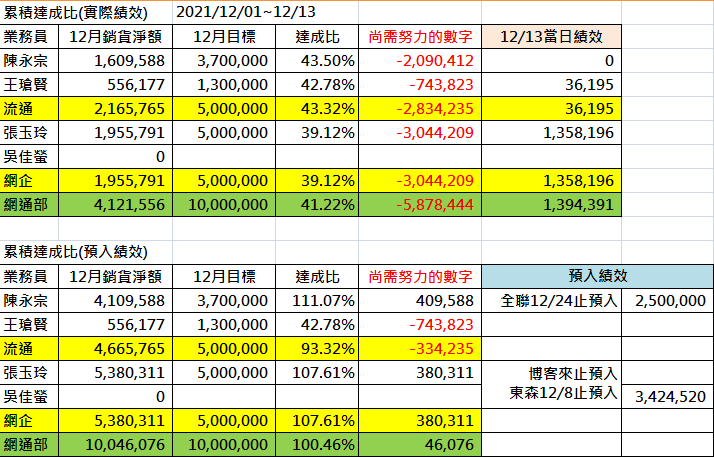 累積達成比(實際績效) 2021/12/01~12/13
業務員 12月銷貨淨額 12月目標 達成比 尚需努力的數字 12/13當日績效
陳永宗 1,609,588 3,700,000 43.50% -2,090,412 0
王瑲賢 556,177 1,300,000 42.78% -743,823 36,195
流通 2,165,765 5,000,000 43.32% -2,834,235 36,195
張玉玲 1,955,791 5,000,000 39.12% -3,044,209 1,358,196
吳佳螢 0
網企 1,955,791 5,000,000 39.12% -3,044,209 1,358,196
網通部 4,121,556 10,000,000 41.22% -5,878,444 1,394,391
累積達成比(預入績效)
業務員 12月銷貨淨額 12月目標 達成比 尚需努力的數字 預入績效
陳永宗 4,109,588 3,700,000 111.07% 409,588 全聯12/24止預入 2,500,000
王瑲賢 556,177 1,300,000 42.78% -743,823
流通 4,665,765 5,000,000 93.32% -334,235
張玉玲 5,380,311 5,000,000 107.61% 380,311 博客來止預入
吳佳螢 0 東森12/8止預入 3,424,520
網企 5,380,311 5,000,000 107.61% 380,311
網通部 10,046,076 10,000,000 100.46% 46,076